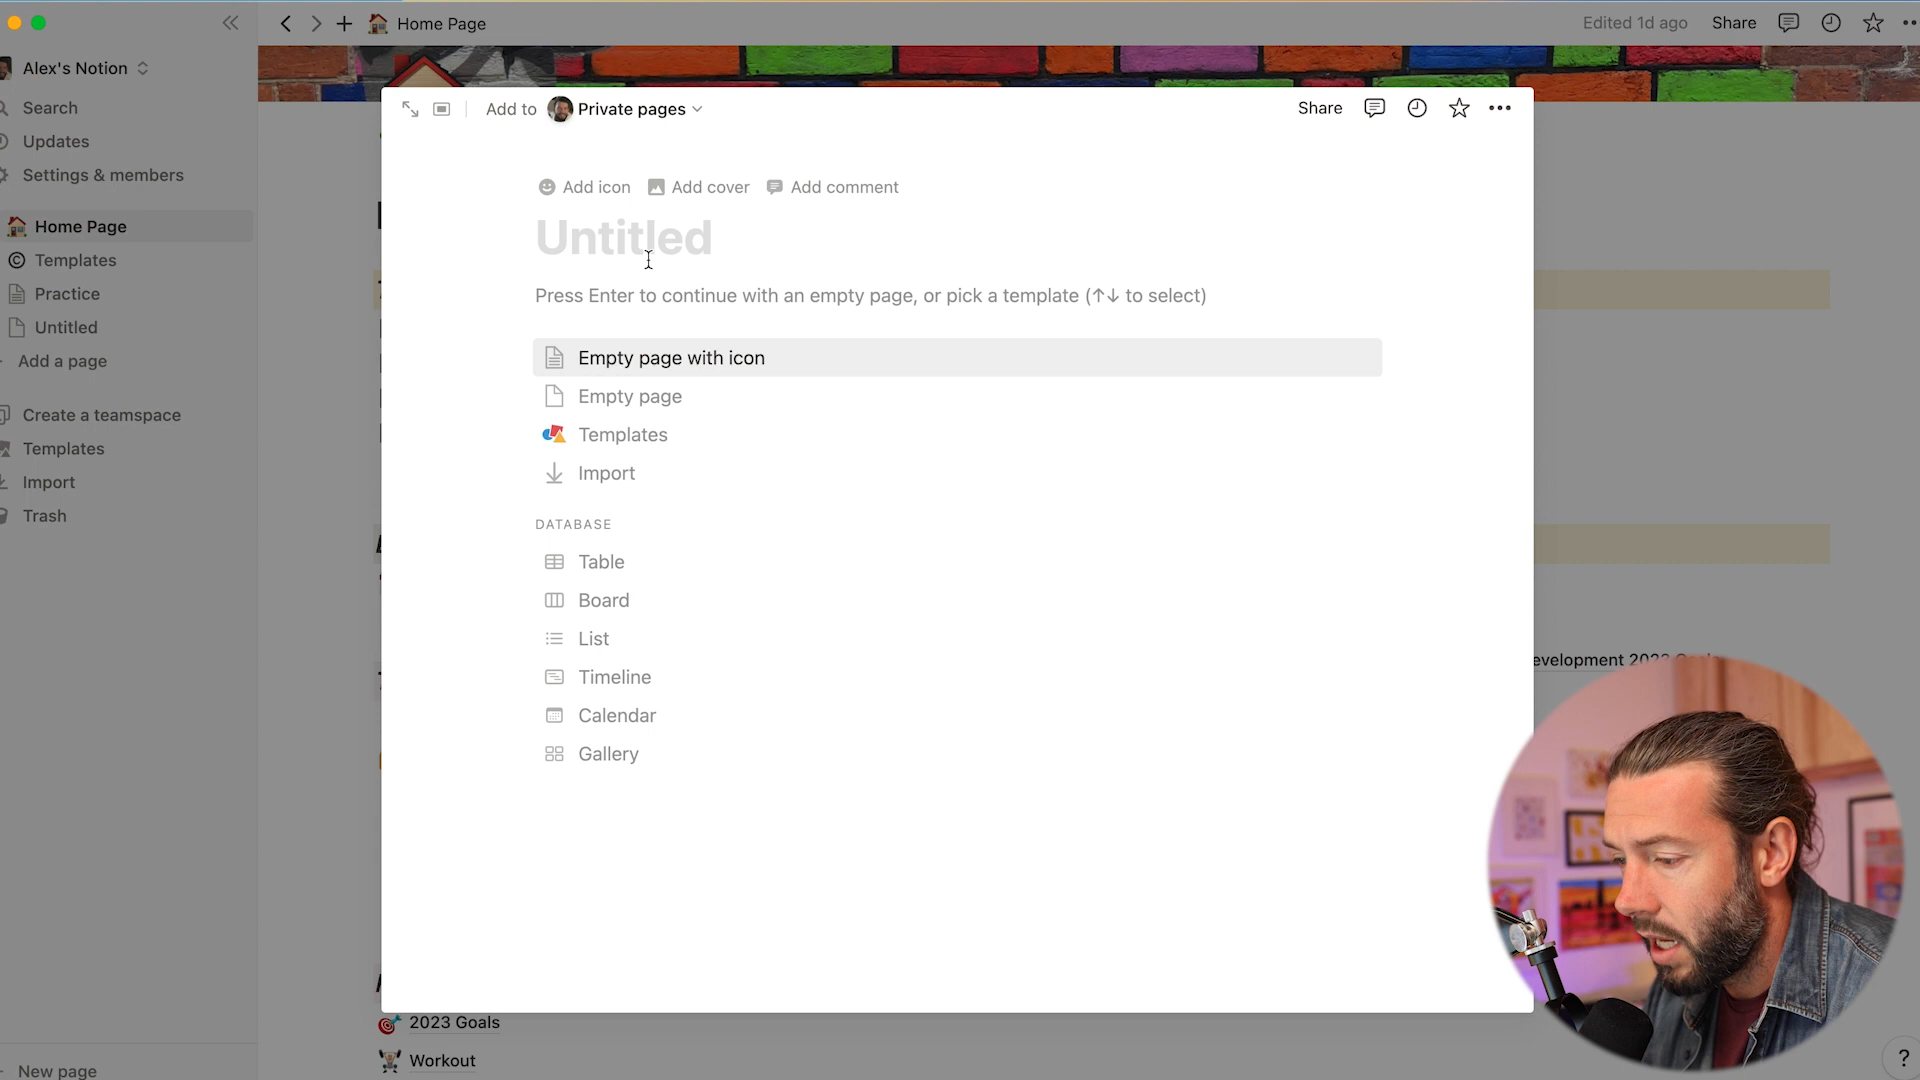 Home Page
Edited 1d ago
Share
Alex's Notion
Search
Updates
Settings & members
Home Page
Templates
Practice
Untitled
Add a page
Create a teamspace
Templates
Import
Trash
New page
Add to Private pages
Share
Add icon
Add cover
Add comment
Untitled
Press Enter to continue with an empty page, or pick a template (↑↓ to select)
Empty page with icon
Empty page
Templates
Import
DATABASE
Table
Board
List
Timeline
Calendar
Gallery
evelopment 202
2023 Goals
Workout
?